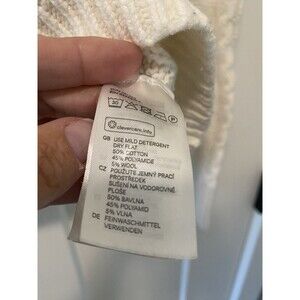 30
P
clevercare.info
GB USE MILD DETERGENT
DRY FLAT
50% COTTON
45% POLYAMIDE
5% WOOL
CZ POUŽIJTE JEMNÝ PRACÍ
PROSTŘEDEK
SUŠENÍ NA VODOROVNÉ
PLOŠE
50% BAVLNA
45% POLYAMID
5% VLNA
DE FEINWASCHMITTEL
VERWENDEN